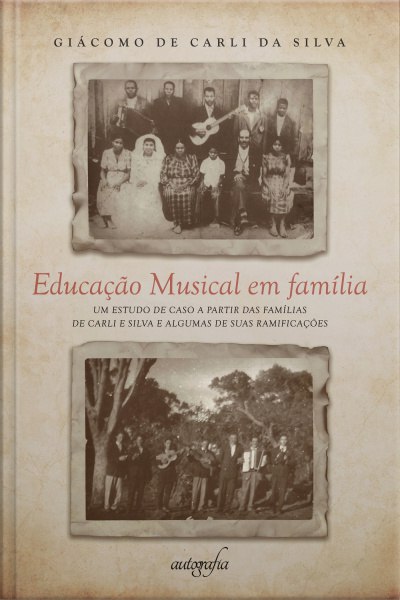 GIÁCOMO DE CARLI DA SILVA
Educação Musical em família
UM ESTUDO DE CASO A PARTIR DAS FAMÍLIAS
DE CARLI E SILVA E ALGUMAS DE SUAS RAMIFICAÇÕES
autografia